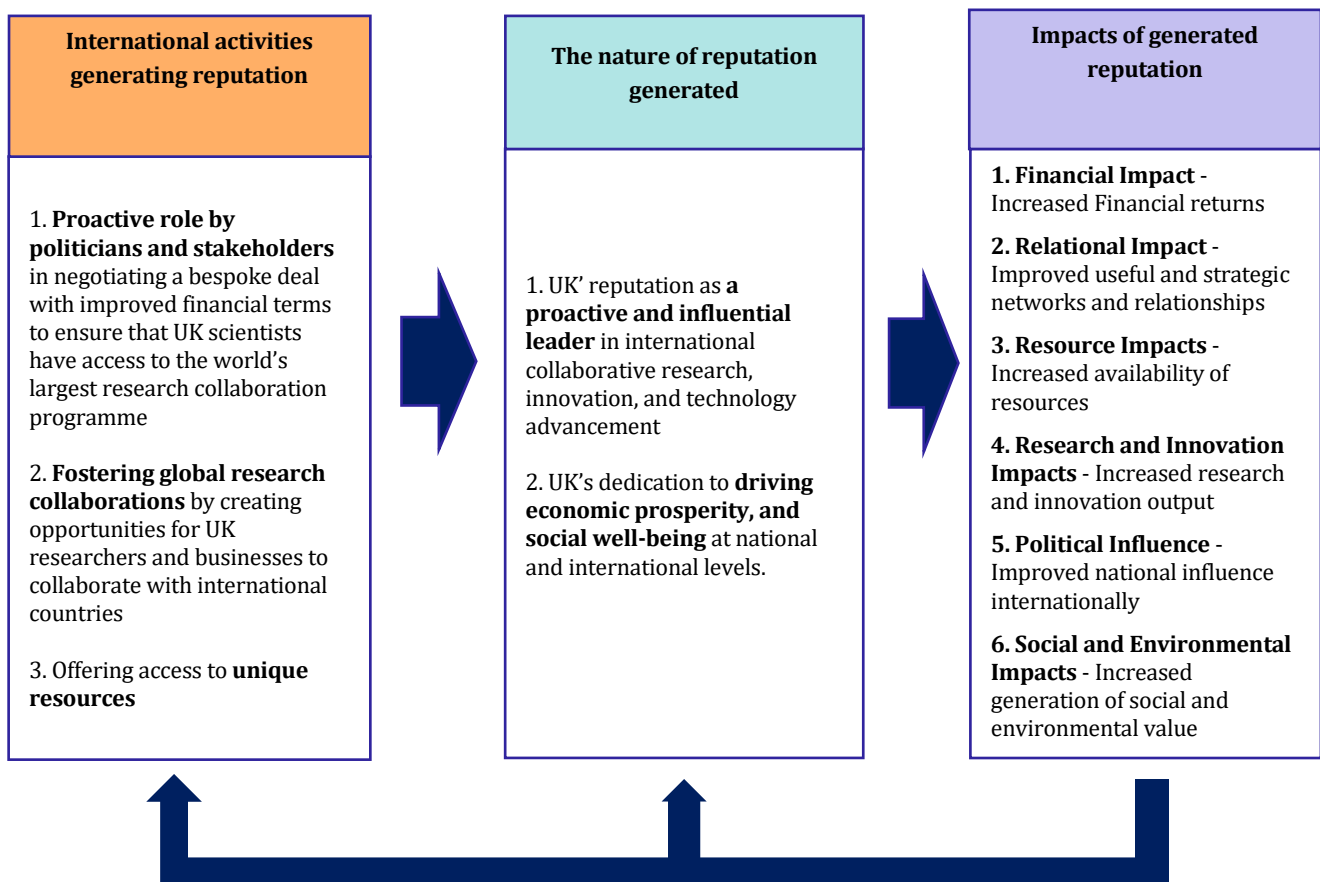 International activities
generating reputation
1. Proactive role by
politicians and stakeholders
in negotiating a bespoke deal
with improved financial terms
to ensure that UK scientists
have access to the world’s
largest research collaboration
programme
2. Fostering global research
collaborations by creating
opportunities for UK
researchers and businesses to
collaborate with international
countries
3. Offering access to unique
resources
The nature of reputation
generated
1. UK’ reputation as a
proactive and influential
leader in international
collaborative research,
innovation, and technology
advancement
2. UK’s dedication to driving
economic prosperity, and
social well-being at national
and international levels.
Impacts of generated
reputation
1. Financial Impact -
Increased Financial returns
2. Relational Impact -
Improved useful and strategic
networks and relationships
3. Resource Impacts -
Increased availability of
resources
4. Research and Innovation
Impacts - Increased research
and innovation output
5. Political Influence -
Improved national influence
internationally
6. Social and Environmental
Impacts - Increased
generation of social and
environmental value